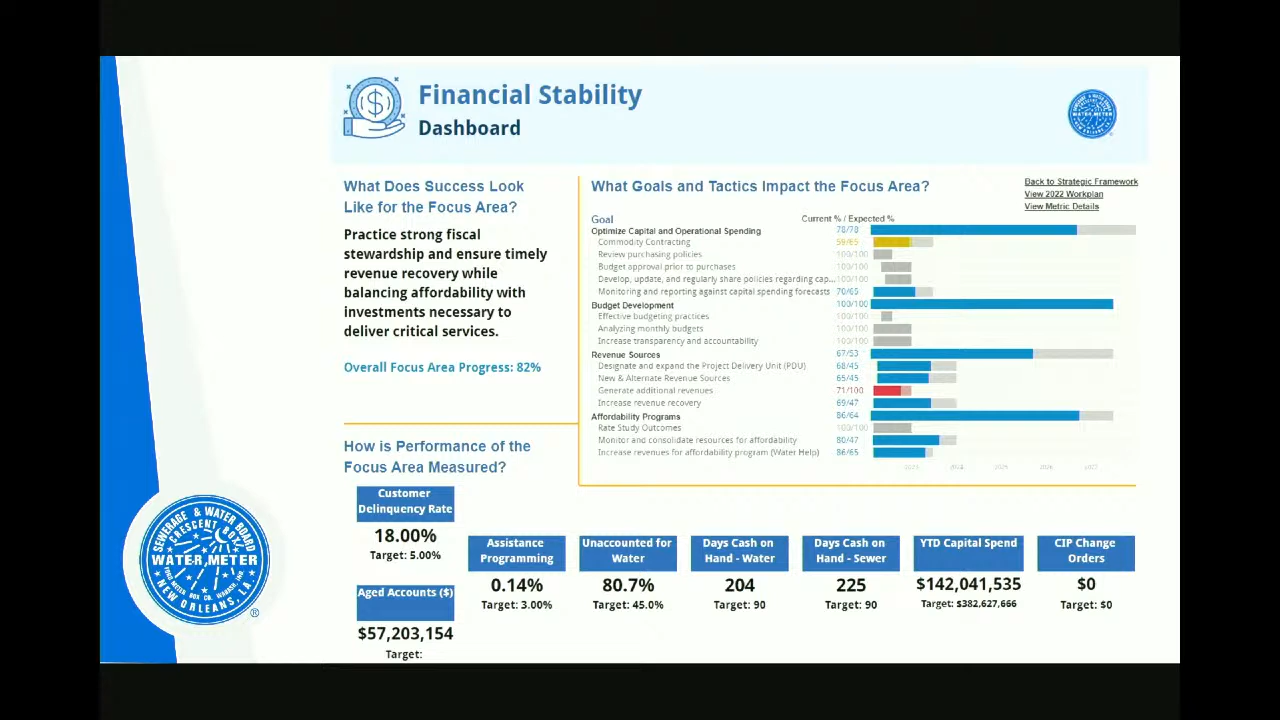 Financial Stability
Dashboard
What Does Success Look
Like for the Focus Area?
Practice strong fiscal
stewardship and ensure timely
revenue recovery while
balancing affordability with
investments necessary to
deliver critical services.
Overall Focus Area Progress: 82%
What Goals and Tactics Impact the Focus Area?
Back to Strategic Framework
View 2022 Workplan
View Metric Details
Goal Current % / Expected %
Optimize Capital and Operational Spending 78/78
Commodity Contracting 59/65
Review purchasing policies 100/100
Budget approval prior to purchases 100/100
Develop, update, and regularly share policies regarding cap... 100/100
Monitoring and reporting against capital spending forecasts 70/65
Budget Development 100/100
Effective budgeting practices 100/100
Analyzing monthly budgets 100/100
Increase transparency and accountability 100/100
Revenue Sources 67/53
Designate and expand the Project Delivery Unit (PDU) 68/45
New & Alternate Revenue Sources 65/45
Generate additional revenues 71/100
Increase revenue recovery 69/47
Affordability Programs 86/64
Rate Study Outcomes 100/100
Monitor and consolidate resources for affordability 80/47
Increase revenues for affordability program (Water Help) 86/65
2023 2024 2025 2026 2027
How is Performance of the
Focus Area Measured?
Customer
Delinquency Rate
18.00%
Target: 5.00%
Aged Accounts ($)
$57,203,154
Target:
Assistance
Programming
0.14%
Target: 3.00%
Unaccounted for
Water
80.7%
Target: 45.0%
Days Cash on
Hand - Water
204
Target: 90
Days Cash on
Hand - Sewer
225
Target: 90
YTD Capital Spend
$142,041,535
Target: $382,627,666
CIP Change
Orders
$0
Target: $0
SEWERAGE & WATER BOARD
CRESCENT BOX
WATER METER
NEW ORLEANS, LA
®